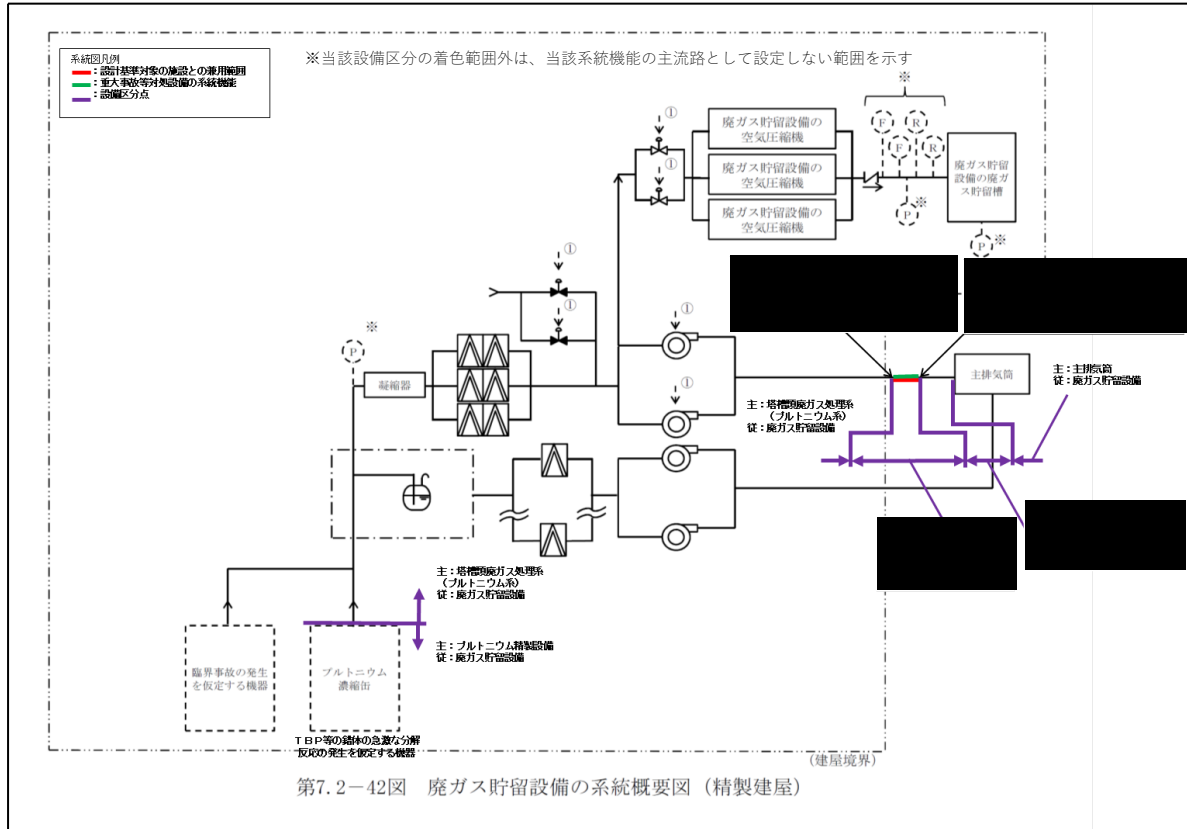 系統図凡例
:設計基準対象の施設との兼用範囲
:重大事故等対処設備の系統機能
:設備区分点
※当該設備区分の着色範囲外は、当該系統機能の主流路として設定しない範囲を示す
※
①
F
R
F
R
廃ガス貯留設備の
空気圧縮機
①
廃ガス貯留設備の
空気圧縮機
廃ガス貯留
設備の廃ガ
ス貯留槽
P
※
廃ガス貯留設備の
空気圧縮機
P
※
①
①
①
※
P
凝縮器
主排気筒
主:主排気筒
従:廃ガス貯留設備
①
主:塔槽類廃ガス処理系
(プルトニウム系)
従:廃ガス貯留設備
主:塔槽類廃ガス処理系
(プルトニウム系)
従:廃ガス貯留設備
主:プルトニウム精製設備
従:廃ガス貯留設備
臨界事故の発生
を仮定する機器
プルトニウム
濃縮缶
TBP等の錯体の急激な分解
反応の発生を仮定する機器
(建屋境界)
第7.2-42図 廃ガス貯留設備の系統概要図(精製建屋)